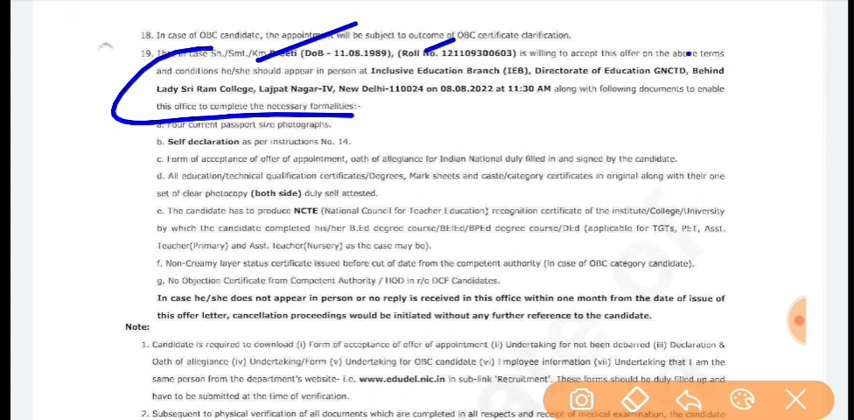 18. In case of OBC candidate, the appointment will be subject to outcome of OBC certificate clarification.
19. case Sh./Smt./Km. (DoB - 11.08.1989), (Roll No. 121109300603) is willing to accept this offer on the above terms
and conditions he/she should appear in person at Inclusive Education Branch (IEB), Directorate of Education GNCTD, Behind
Lady Sri Ram College, Lajpat Nagar-IV, New Delhi-110024 on 08.08.2022 at 11:30 AM along with following documents to enable
this office to complete the necessary formalities:-
a. Four current passport size photographs.
b. Self declaration as per instructions No. 14.
c. Form of acceptance of offer of appointment, oath of allegiance for Indian National duly filled in and signed by the candidate.
d. All education/technical qualification certificates/Degrees, Mark sheets and caste/category certificates in original along with their one
set of clear photocopy (both side) duly self attested.
e. The candidate has to produce NCTE (National Council for Teacher Education) recognition certificate of the institute/College/University
by which the candidate completed his/her B.Ed degree course/BElEd/BPEd degree course/DEd (applicable for TGTs, PET, Asst.
Teacher(Primary) and Asst. Teacher(Nursery) as the case may be).
f. Non-Creamy layer status certificate issued before cut of date from the competent authority (in case of OBC category candidate).
g. No Objection Certificate from Competent Authority / HOD in r/o DCF Candidates.
In case he/she does not appear in person or no reply is received in this office within one month from the date of issue of
this offer letter, cancellation proceedings would be initiated without any further reference to the candidate.
Note:
1. Candidate is required to download (i) Form of acceptance of offer of appointment (ii) Undertaking for not been debarred (iii) Declaration &
Oath of allegiance (iv) Undertaking/Form (v) Undertaking for OBC candidate (vi) Employee information (vii) Undertaking that I am the
same person from the department's website- i.e. www.edudel.nic.in in sub-link 'Recruitment'. These forms should be duly filled up and
have to be submitted at the time of verification.
2. Subsequent to physical verification of all documents which are completed in all respects and receipt of medical examination, the candidate